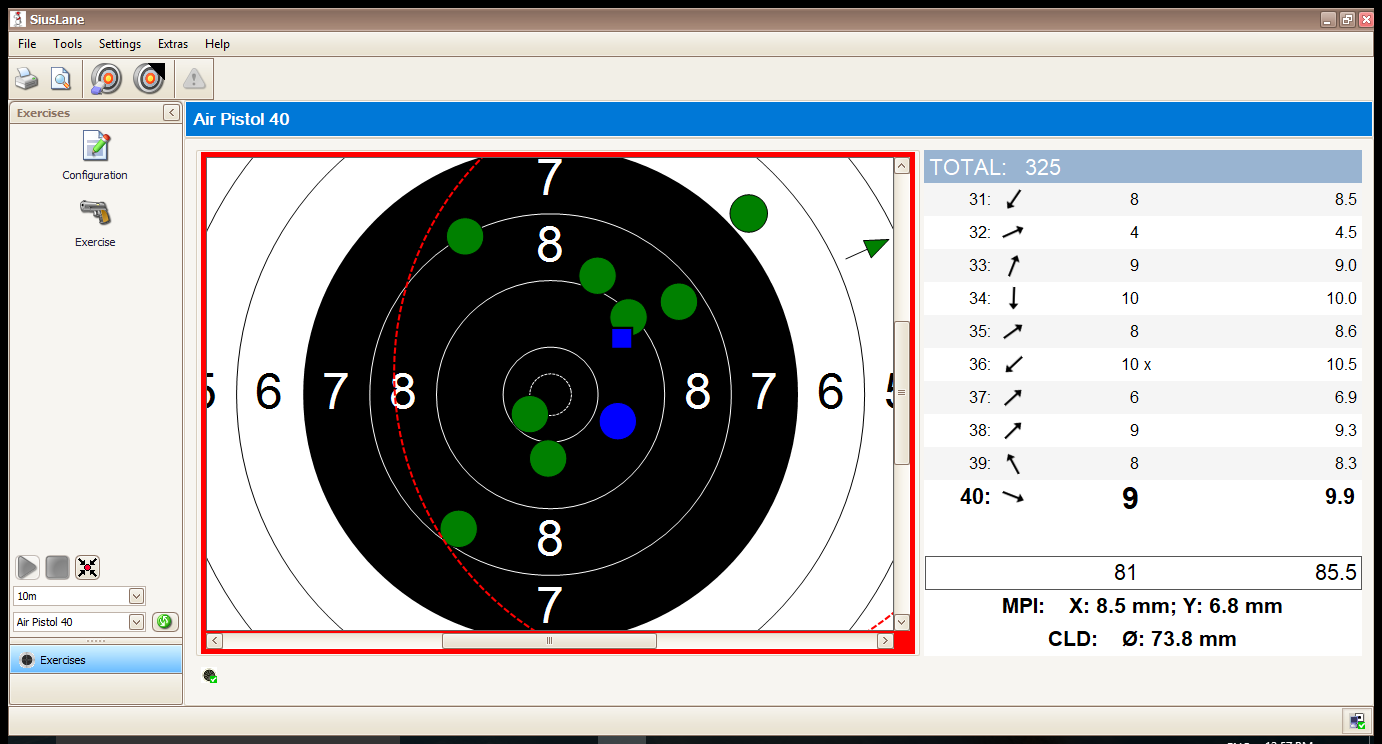 SiusLane
File Tools Settings Extras Help
Exercises
Configuration
Exercise
10m
Air Pistol 40
Exercises
Air Pistol 40
7
8
5 6 7 8 8 7 6 5
8
7
TOTAL: 325
31: 8 8.5
32: 4 4.5
33: 9 9.0
34: 10 10.0
35: 8 8.6
36: 10 x 10.5
37: 6 6.9
38: 9 9.3
39: 8 8.3
40: 9 9.9
81 85.5
MPI: X: 8.5 mm; Y: 6.8 mm
CLD: Ø: 73.8 mm